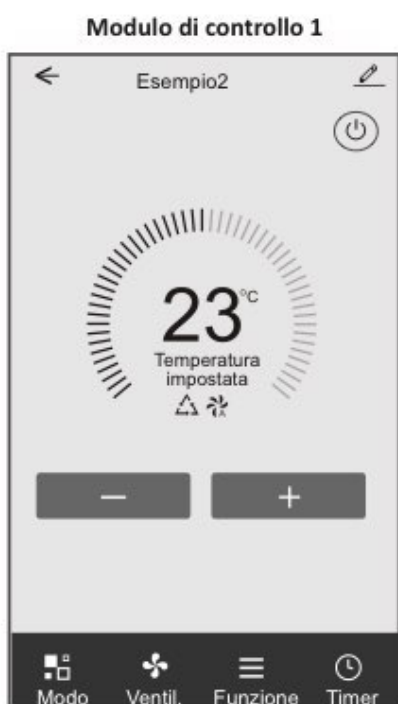 Modulo di controllo 1
Esempio2
23°C
Temperatura
impostata
A
− +
Modo Ventil. Funzione Timer